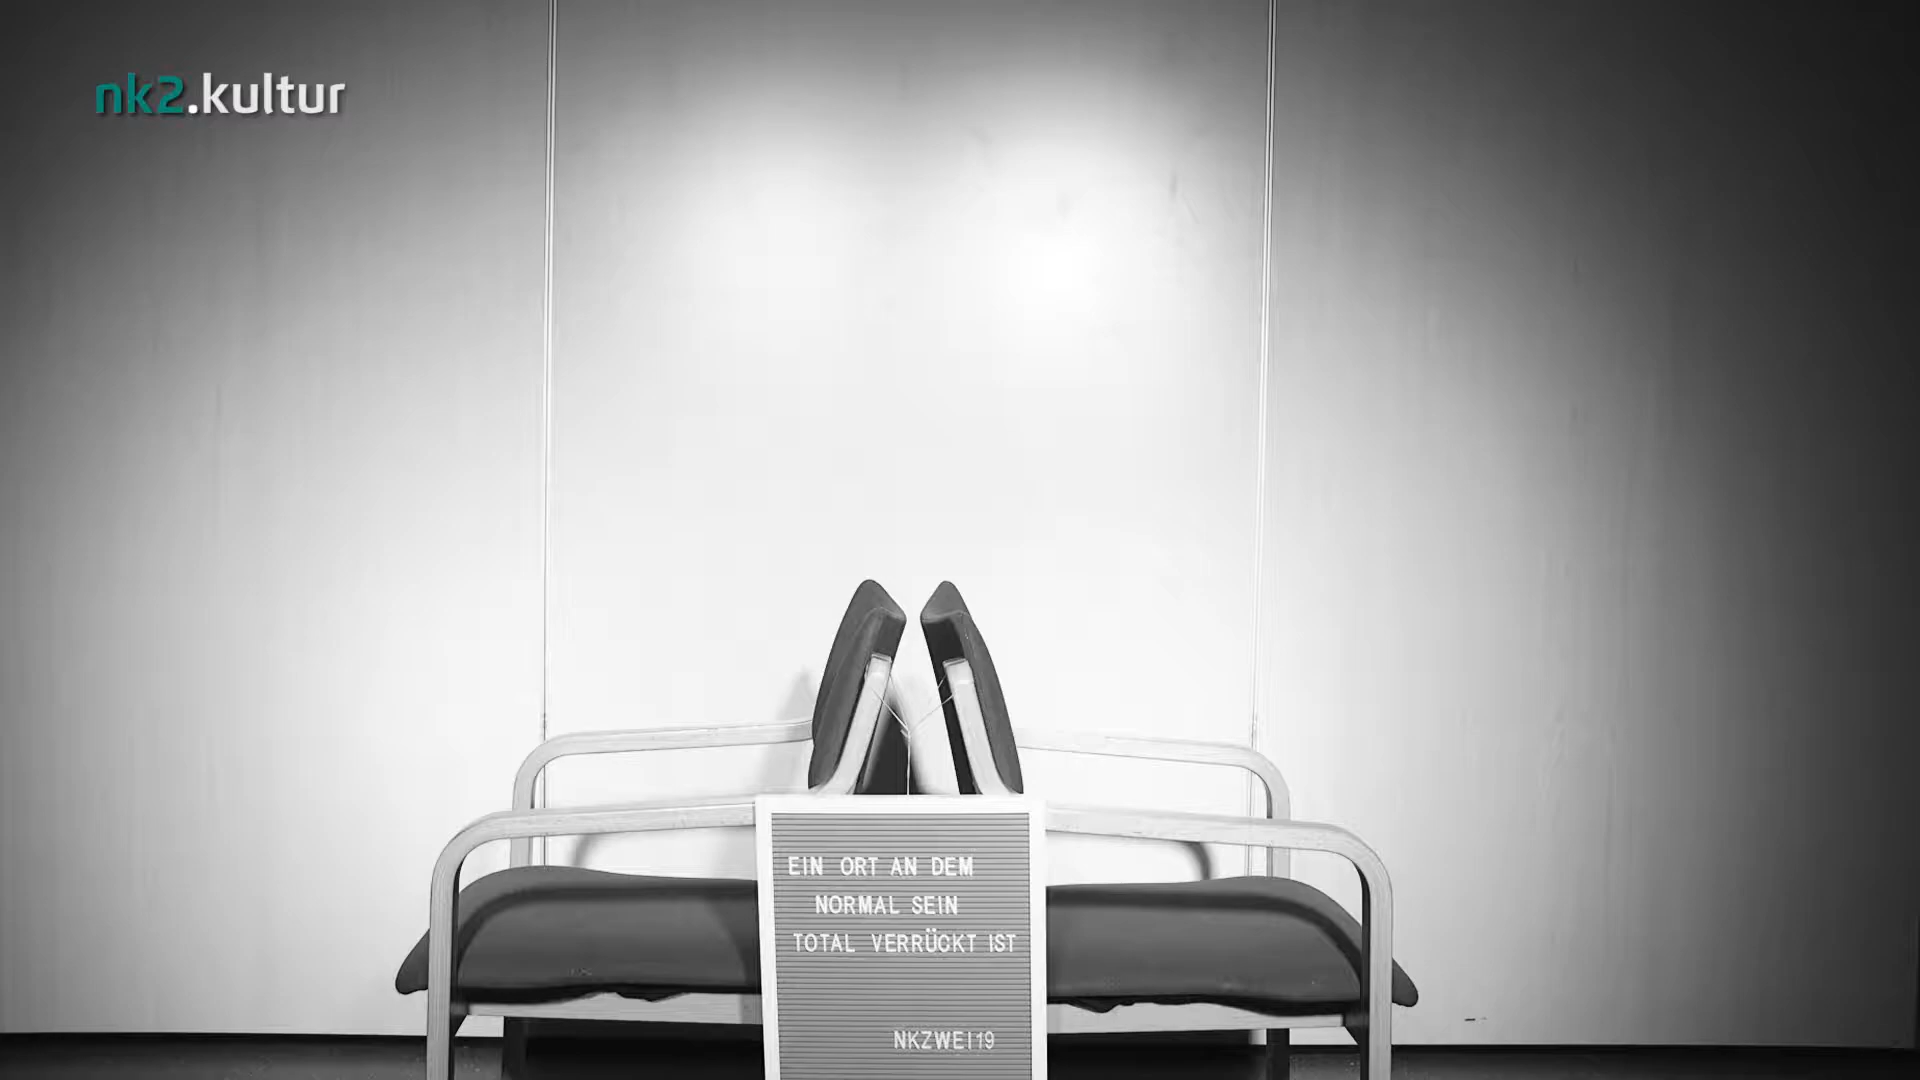 nk2.kultur
EIN ORT AN DEM
NORMAL SEIN
TOTAL VERRÜCKT IST
NKZWEI19